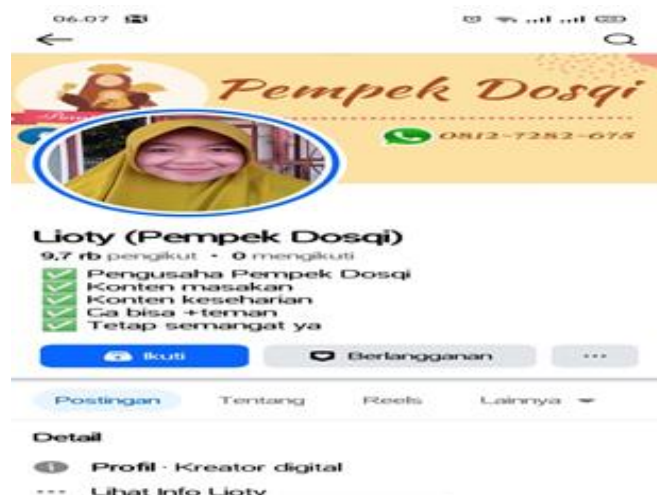 06.07
Pempek Dosqi
0812-7282-675
Lioty (Pempek Dosqi)
9,7 rb pengikut • 0 mengikuti
Pengusaha Pempek Dosqi
Konten masakan
Konten keseharian
Ga bisa +teman
Tetap semangat ya
Ikuti
Berlangganan
Postingan Tentang Reels Lainnya
Detail
Profil · Kreator digital
Lihat Info Lioty